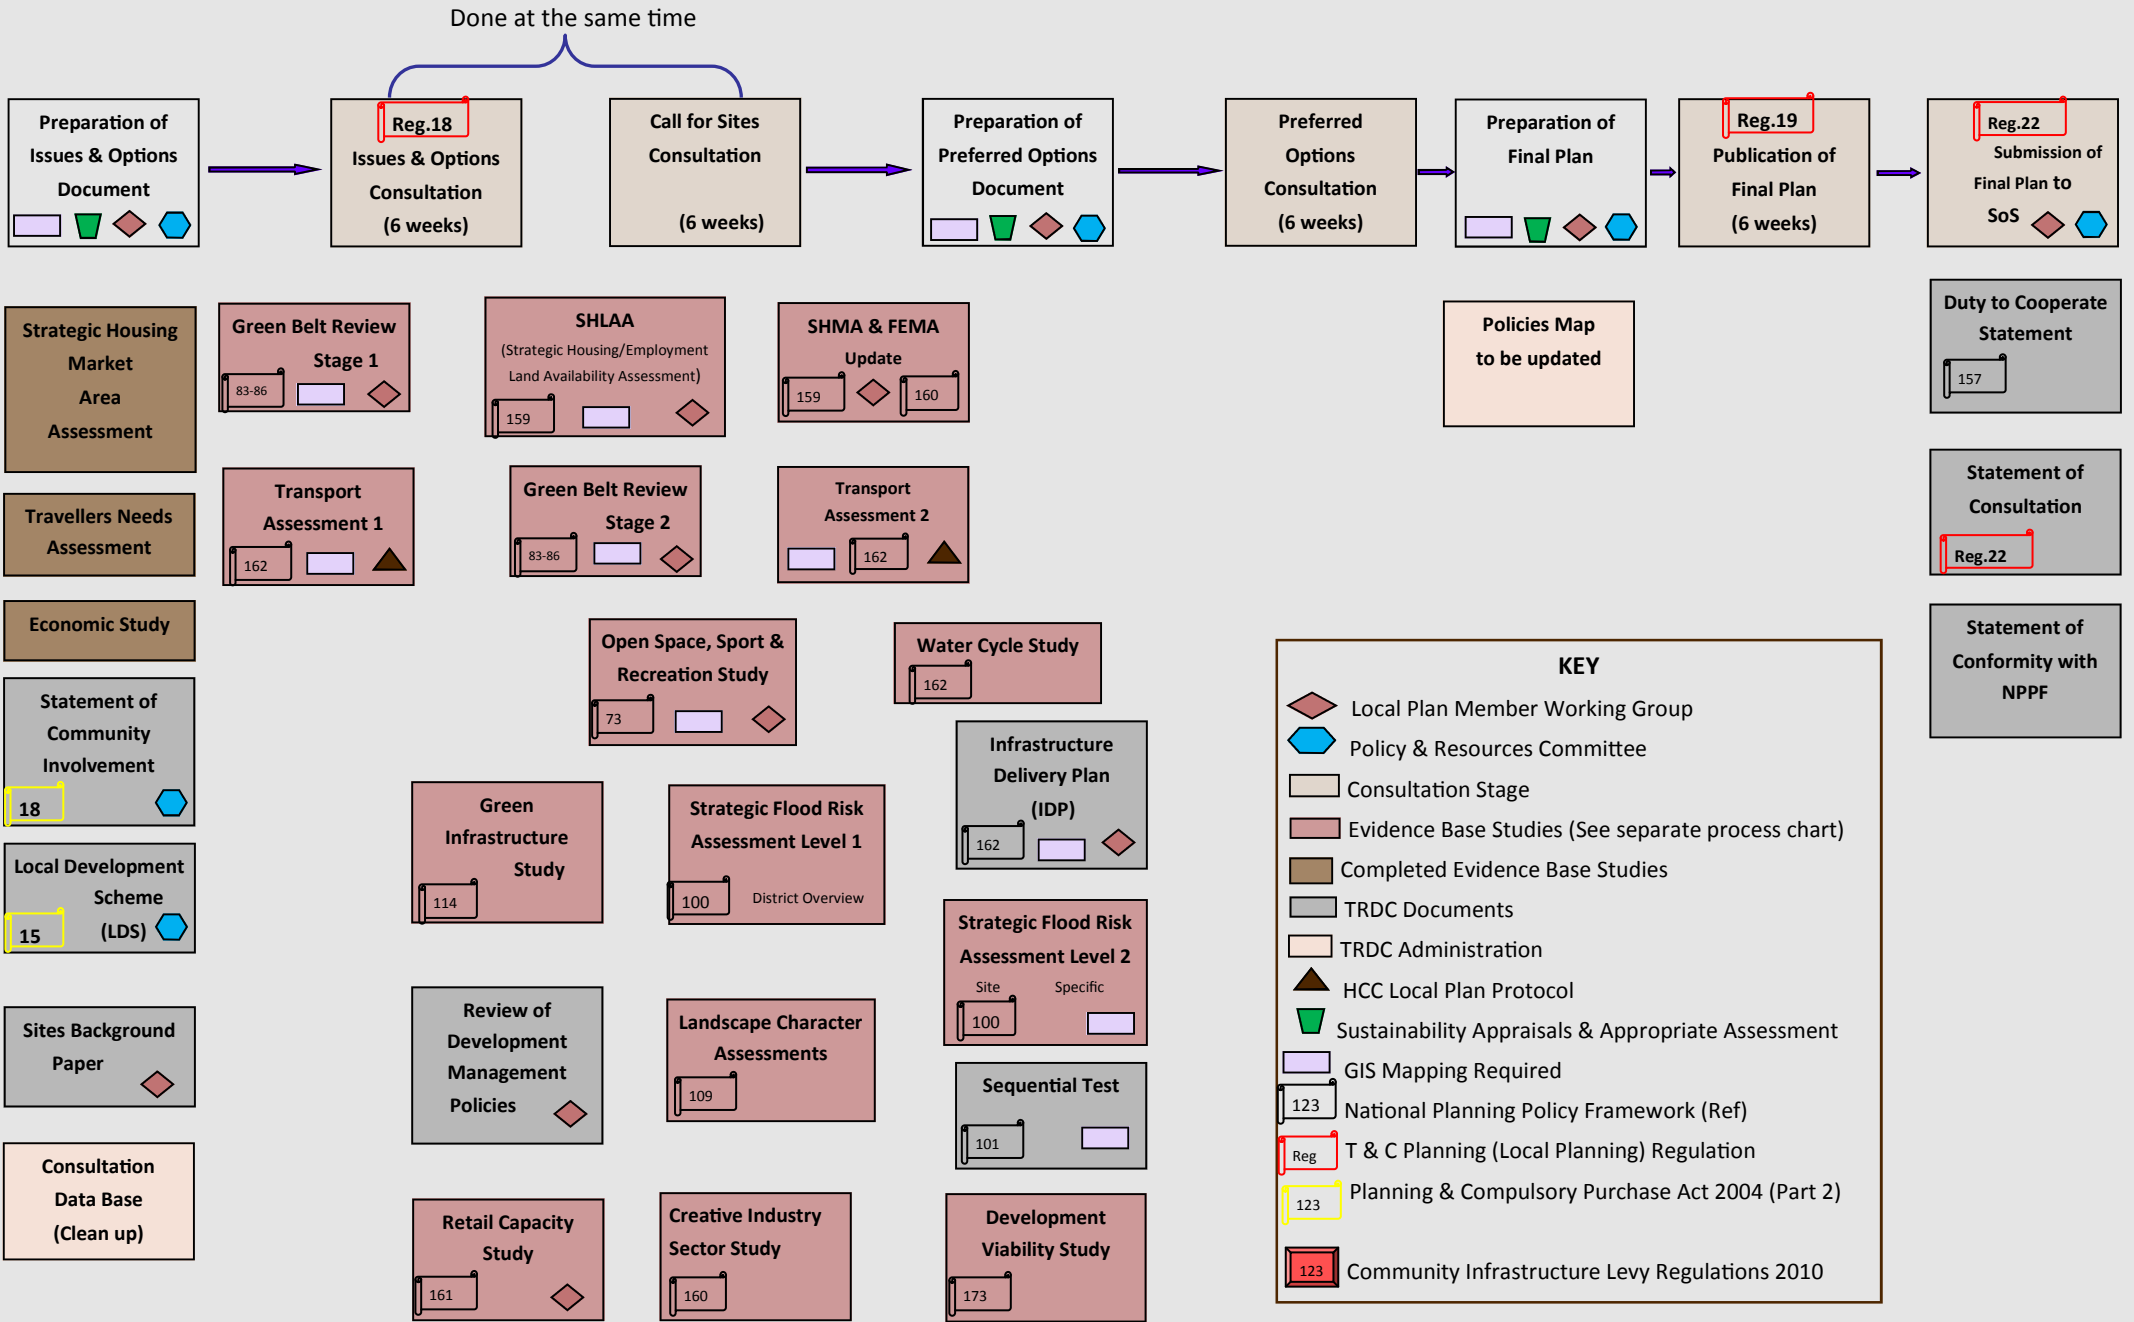 Done at the same time
Preparation of
Issues & Options
Document
Reg.18
Issues & Options
Consultation
(6 weeks)
Call for Sites
Consultation
(6 weeks)
Preparation of
Preferred Options
Document
Preferred
Options
Consultation
(6 weeks)
Preparation of
Final Plan
Reg.19
Publication of
Final Plan
(6 weeks)
Reg.22
Submission of
Final Plan to
SoS
Strategic Housing
Market
Area
Assessment
Green Belt Review
Stage 1
83-86
SHLAA
(Strategic Housing/Employment
Land Availability Assessment)
159
SHMA & FEMA
Update
159
160
Policies Map
to be updated
Duty to Cooperate
Statement
157
Travellers Needs
Assessment
Transport
Assessment 1
162
Green Belt Review
Stage 2
83-86
Transport
Assessment 2
162
Statement of
Consultation
Reg.22
Economic Study
Open Space, Sport &
Recreation Study
73
Water Cycle Study
162
Statement of
Conformity with
NPPF
Statement of
Community
Involvement
18
Infrastructure
Delivery Plan
(IDP)
162
Green
Infrastructure
Study
114
Strategic Flood Risk
Assessment Level 1
100
District Overview
Local Development
Scheme
(LDS)
15
Strategic Flood Risk
Assessment Level 2
Site Specific
100
Sites Background
Paper
Review of
Development
Management
Policies
Landscape Character
Assessments
109
Sequential Test
101
Consultation
Data Base
(Clean up)
Retail Capacity
Study
161
Creative Industry
Sector Study
160
Development
Viability Study
173
KEY
Local Plan Member Working Group
Policy & Resources Committee
Consultation Stage
Evidence Base Studies (See separate process chart)
Completed Evidence Base Studies
TRDC Documents
TRDC Administration
HCC Local Plan Protocol
Sustainability Appraisals & Appropriate Assessment
GIS Mapping Required
123 National Planning Policy Framework (Ref)
Reg T & C Planning (Local Planning) Regulation
123 Planning & Compulsory Purchase Act 2004 (Part 2)
123 Community Infrastructure Levy Regulations 2010